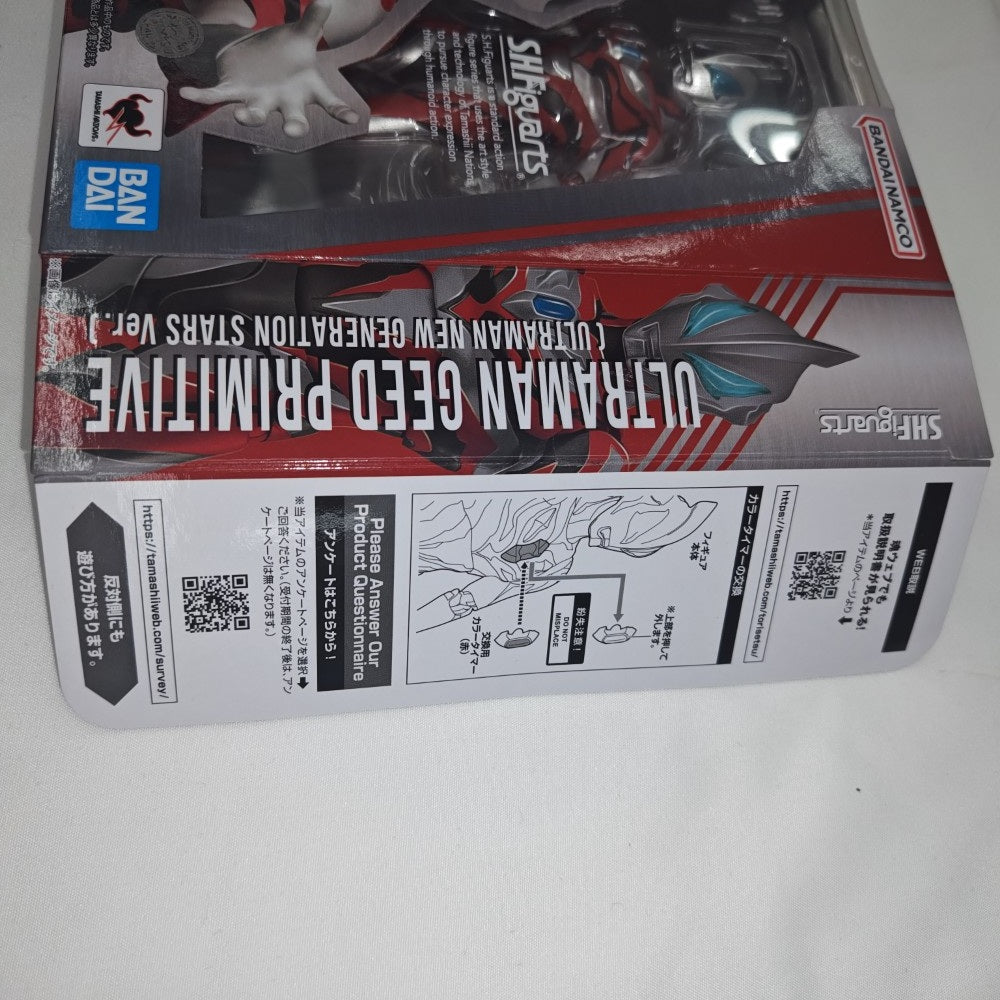 TAMASHII NATIONS
BAN
DAI
S.H.Figuarts®
S.H.Figuarts is a standard action
figure series that uses the art style
and technology of Tamashii Nations
to pursue character expression
through humanoid action.
BANDAI NAMCO
ULTRAMAN GEED PRIMITIVE
( ULTRAMAN NEW GENERATION STARS Ver. )
S.H.Figuarts
WEB取説
魂ウェブでも
取扱説明書が見られる!
*当アイテムのページより
https://tamashiiweb.com/torisetsu/
カラータイマーの交換
フィギュア
本体
※上部を押して
外します。
紛失注意!
DO NOT
MISPLACE
交換用
カラータイマー
(赤)
Please Answer Our
Product Questionnaire
アンケートはこちらから!
※当アイテムのアンケートページを選択
ご回答ください。(受付期間の終了後は、アン
ケートページは無くなります。)
https://tamashiiweb.com/survey/
反対側にも
遊び方があります。